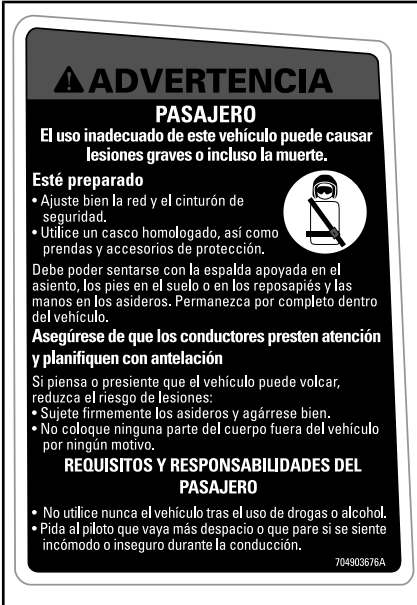 ADVERTENCIA
PASAJERO
El uso inadecuado de este vehículo puede causar
lesiones graves o incluso la muerte.
Esté preparado
• Ajuste bien la red y el cinturón de
seguridad.
• Utilice un casco homologado, así como
prendas y accesorios de protección.
Debe poder sentarse con la espalda apoyada en el
asiento, los pies en el suelo o en los reposapiés y las
manos en los asideros. Permanezca por completo dentro
del vehículo.
Asegúrese de que los conductores presten atención
y planifiquen con antelación
Si piensa o presiente que el vehículo puede volcar,
reduzca el riesgo de lesiones:
• Sujete firmemente los asideros y agárrese bien.
• No coloque ninguna parte del cuerpo fuera del vehículo
por ningún motivo.
REQUISITOS Y RESPONSABILIDADES DEL
PASAJERO
• No utilice nunca el vehículo tras el uso de drogas o alcohol.
• Pida al piloto que vaya más despacio o que pare si se siente
incómodo o inseguro durante la conducción.
704903676A